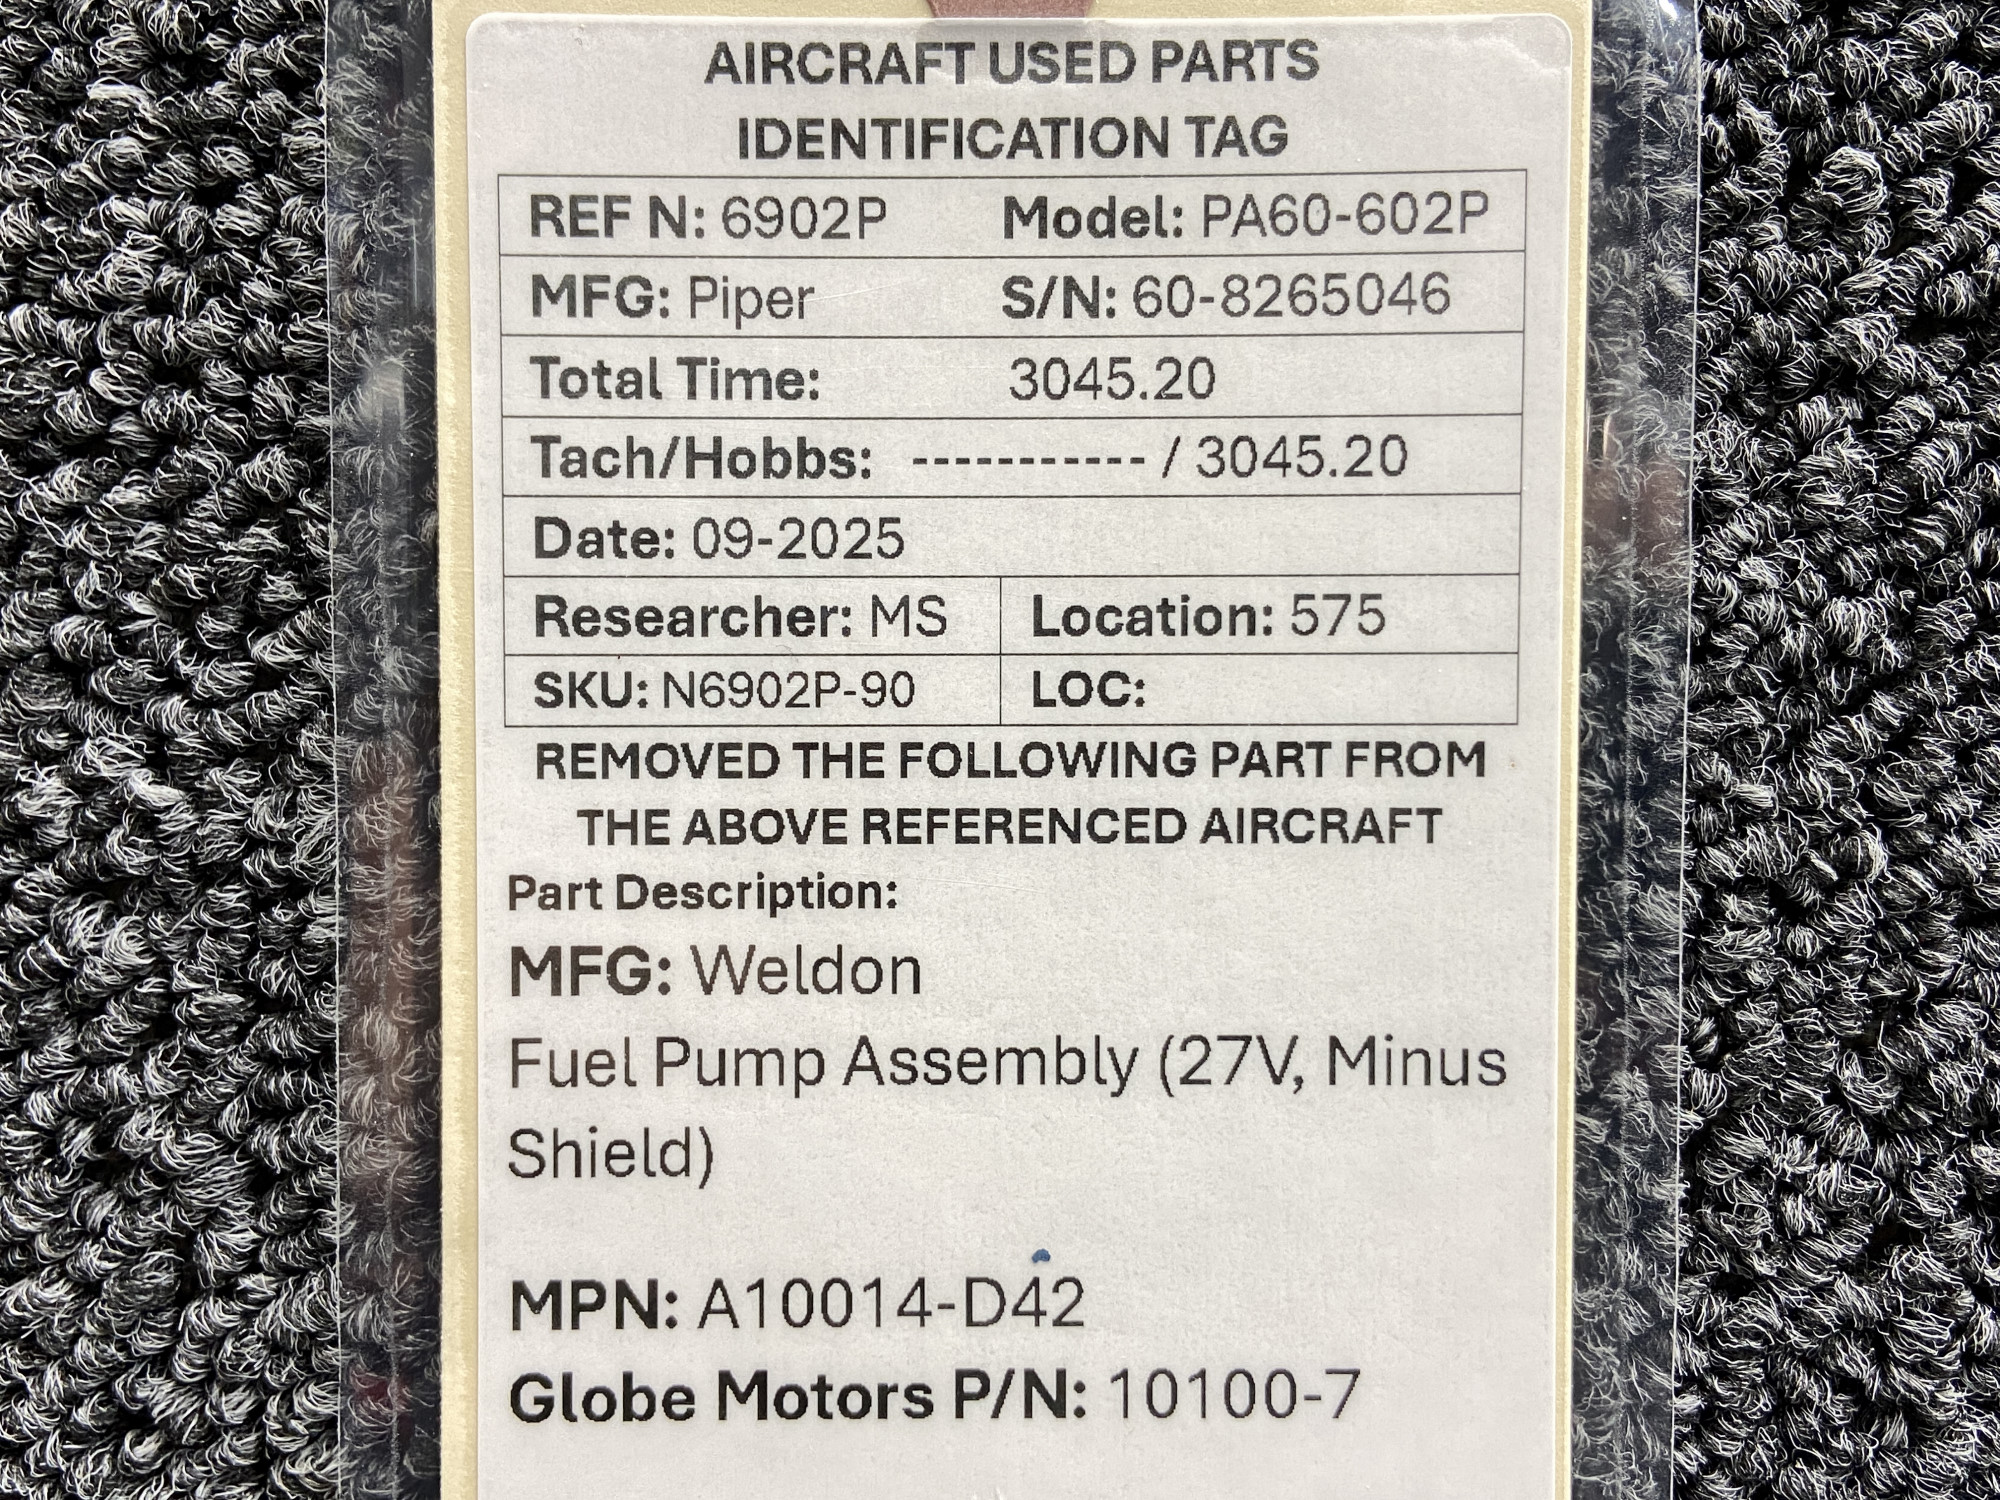 AIRCRAFT USED PARTS
IDENTIFICATION TAG
REF N: 6902P Model: PA60-602P
MFG: Piper S/N: 60-8265046
Total Time: 3045.20
Tach/Hobbs: ----------- / 3045.20
Date: 09-2025
Researcher: MS Location: 575
SKU: N6902P-90 LOC:
REMOVED THE FOLLOWING PART FROM
THE ABOVE REFERENCED AIRCRAFT
Part Description:
MFG: Weldon
Fuel Pump Assembly (27V, Minus
Shield)
MPN: A10014-D42
Globe Motors P/N: 10100-7